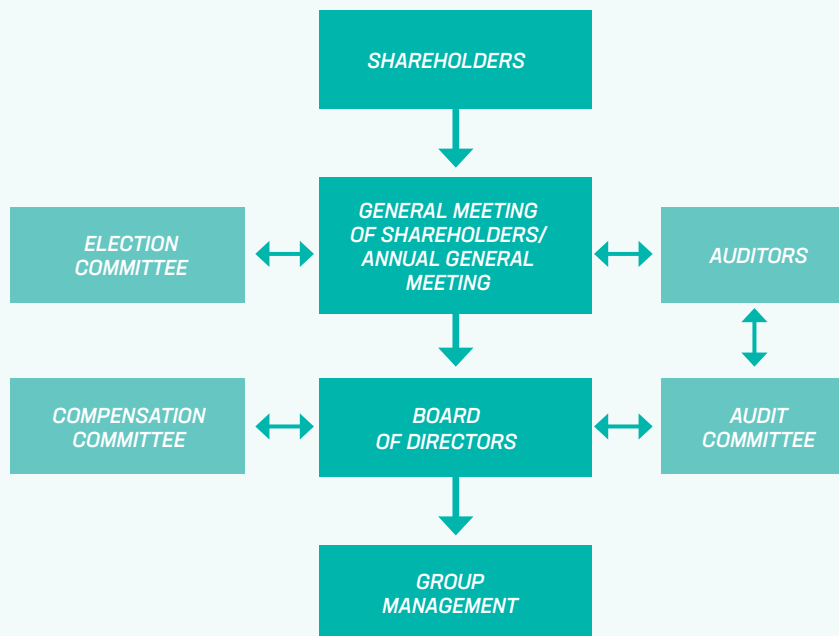 SHAREHOLDERS
GENERAL MEETING
OF SHAREHOLDERS/
ANNUAL GENERAL
MEETING
ELECTION
COMMITTEE
AUDITORS
COMPENSATION
COMMITTEE
BOARD
OF DIRECTORS
AUDIT
COMMITTEE
GROUP
MANAGEMENT